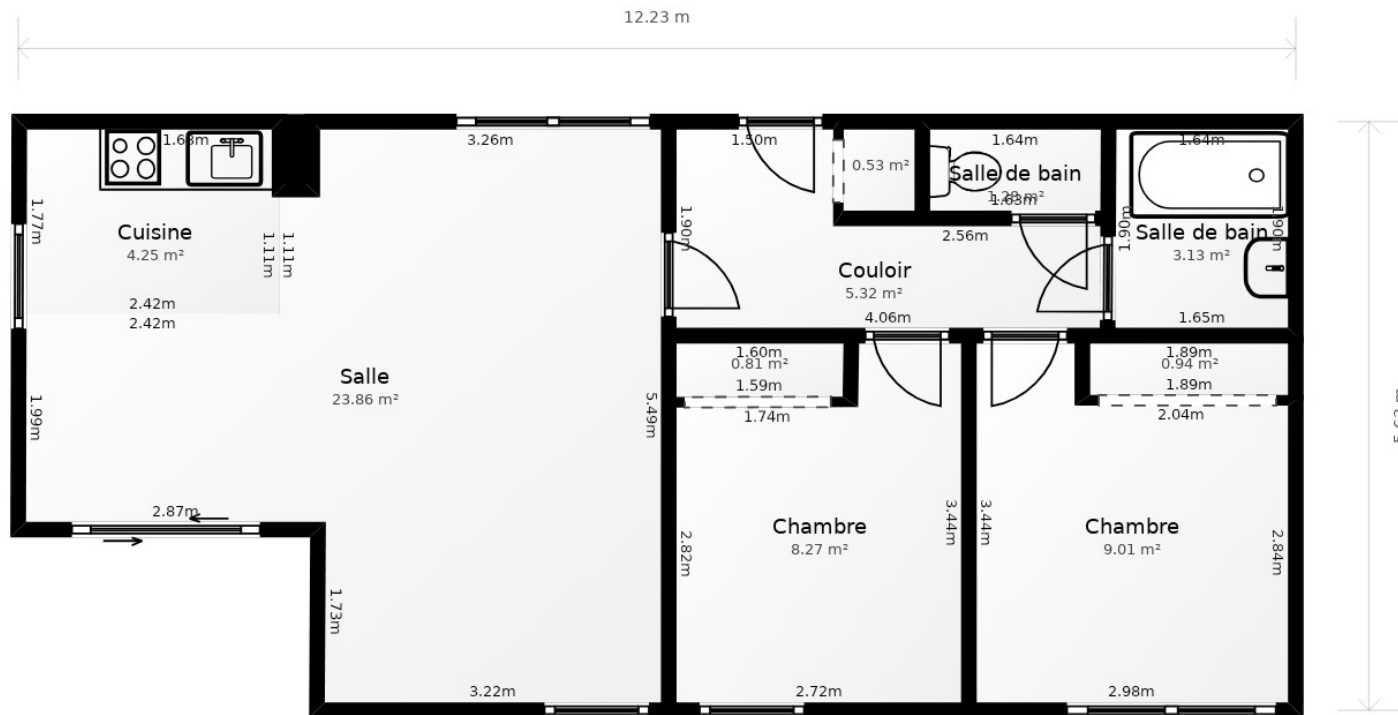 12.23 m
1.63m
3.26m
1.50m
1.64m
1.64m
0.53 m²
Salle de bain
1.63m
1.77m
1.90m
1.90m
1.90m
Cuisine
4.25 m²
1.11m
1.11m
2.56m
Salle de bain
3.13 m²
Couloir
5.32 m²
2.42m
2.42m
4.06m
1.65m
1.60m
0.81 m²
1.59m
1.74m
1.89m
0.94 m²
1.89m
2.04m
Salle
23.86 m²
1.99m
5.49m
2.87m
Chambre
8.27 m²
2.82m
3.44m
3.44m
Chambre
9.01 m²
2.84m
1.73m
3.22m
2.72m
2.98m